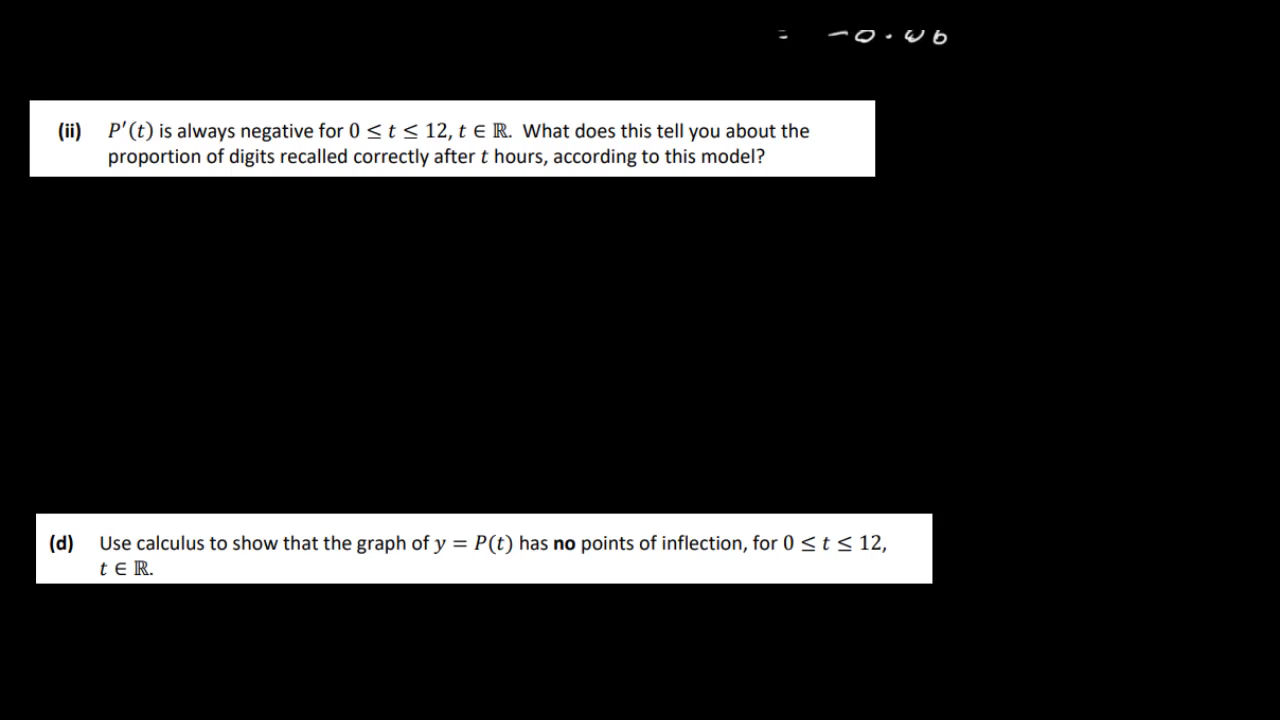 (ii) P′(t) is always negative for 0 ≤ t ≤ 12, t ∈ ℝ. What does this tell you about the
proportion of digits recalled correctly after t hours, according to this model?
(d) Use calculus to show that the graph of y = P(t) has no points of inflection, for 0 ≤ t ≤ 12,
t ∈ ℝ.